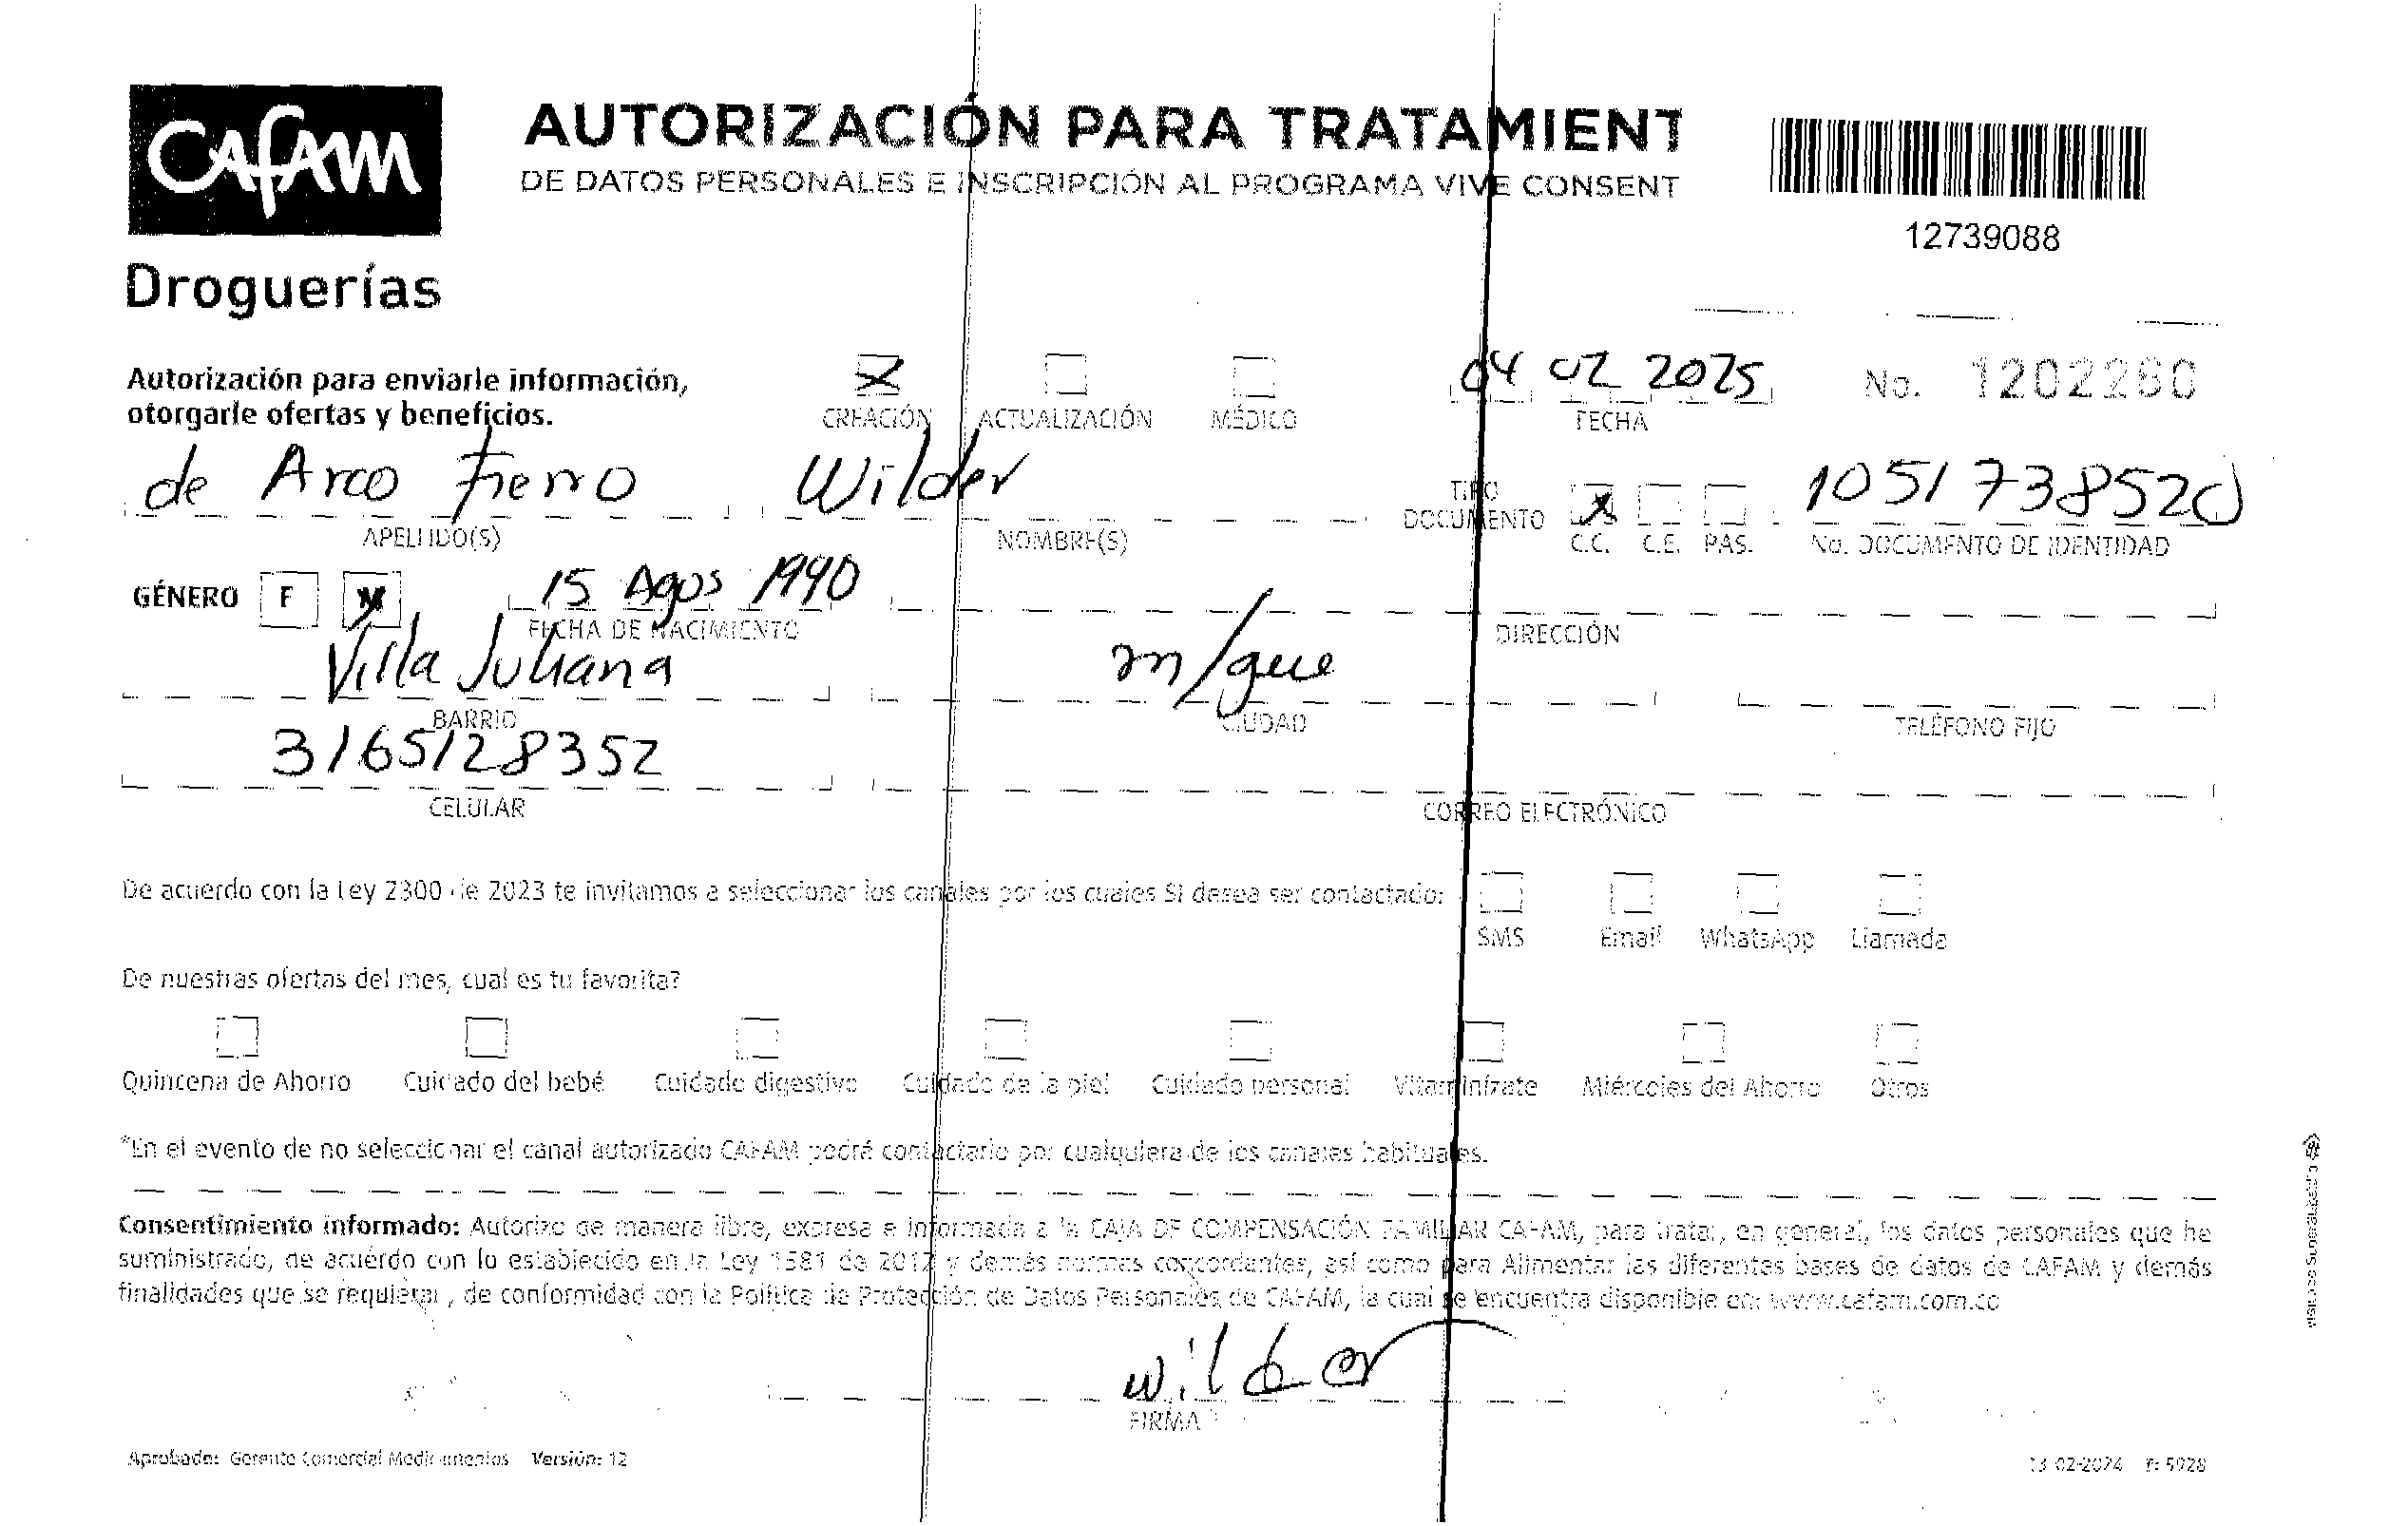 CAFAM
Droguerías
AUTORIZACIÓN PARA TRATAMIENT
DE DATOS PERSONALES E INSCRIPCIÓN AL PROGRAMA VIVE CONSENT
12739088
Autorización para enviarle información,
otorgarle ofertas y beneficios.
CREACIÓN ACTUALIZACIÓN MÉDICO
04 02 2025
FECHA
No. 1202280
de Arco Fierro Wilder
APELLIDO(S) NOMBRE(S)
TIPO
DOCUMENTO
C.C. C.E. PAS.
1051738520
No. DOCUMENTO DE IDENTIDAD
GÉNERO F M
15 Agos 1990
FECHA DE NACIMIENTO
DIRECCIÓN
Villa Juliana m/gue
BARRIO CIUDAD TELÉFONO FIJO
3165128352
CELULAR CORREO ELECTRÓNICO
De acuerdo con la Ley 2300 de 2023 te invitamos a seleccionar los canales por los cuales SI desea ser contactado:
SMS Email WhatsApp Llamada
De nuestras ofertas del mes, cual es tu favorita?
Quincena de Ahorro Cuidado del bebé Cuidado digestivo Cuidado de la piel Cuidado personal Vitaminízate Miércoles del Ahorro Otros
*En el evento de no seleccionar el canal autorizado CAFAM podrá contactarlo por cualquiera de los canales habituales.
Consentimiento informado: Autorizo de manera libre, expresa e informada a la CAJA DE COMPENSACIÓN FAMILIAR CAFAM, para tratar, en general, los datos personales que he
suministrado, de acuerdo con lo establecido en la Ley 1581 de 2012 y demás normas concordantes, así como para Alimentar las diferentes bases de datos de CAFAM y demás
finalidades que se requieran, de conformidad con la Política de Protección de Datos Personales de CAFAM, la cual se encuentra disponible en: www.cafam.com.co
Wilder
FIRMA
Aprobado: Gerente Comercial Medicamentos Versión: 12
13-02-2024 F: 5928